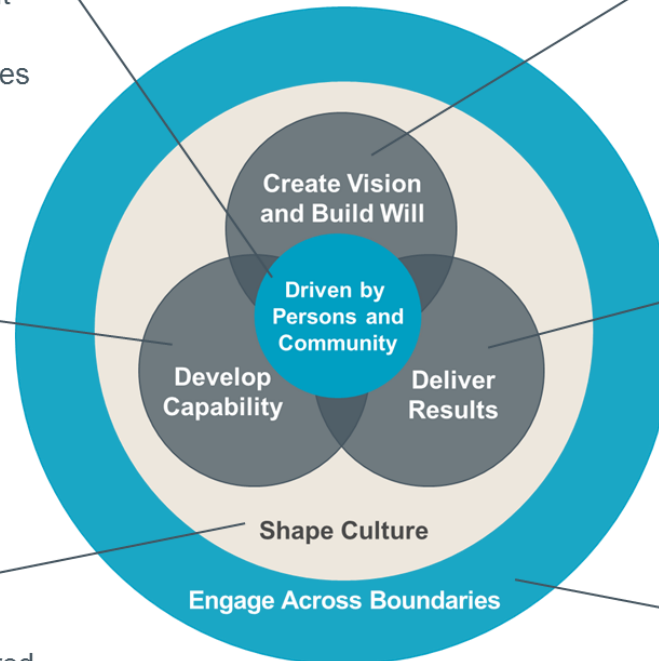 es
Create Vision
and Build Will
Driven by
Persons and
Community
Develop
Capability
Deliver
Results
Shape Culture
Engage Across Boundaries